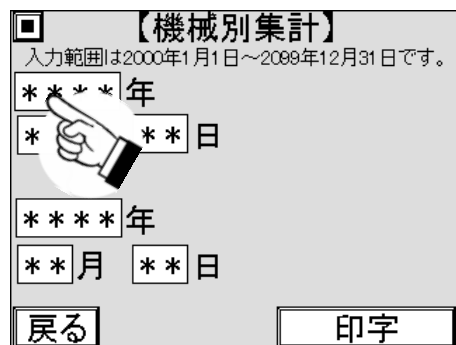 【機械別集計】
入力範囲は2000年1月1日～2099年12月31日です。
****年
* **日
****年
**月 **日
戻る 印字